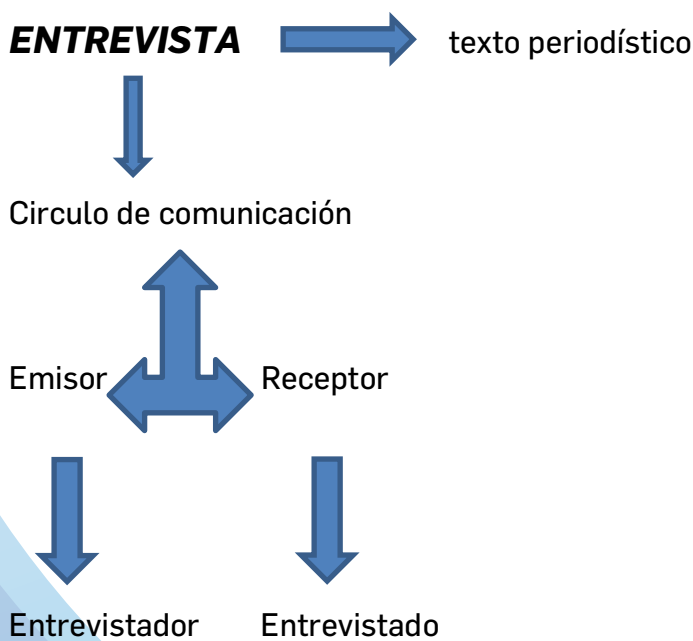 ENTREVISTA texto periodístico
Circulo de comunicación
Emisor Receptor
Entrevistador Entrevistado